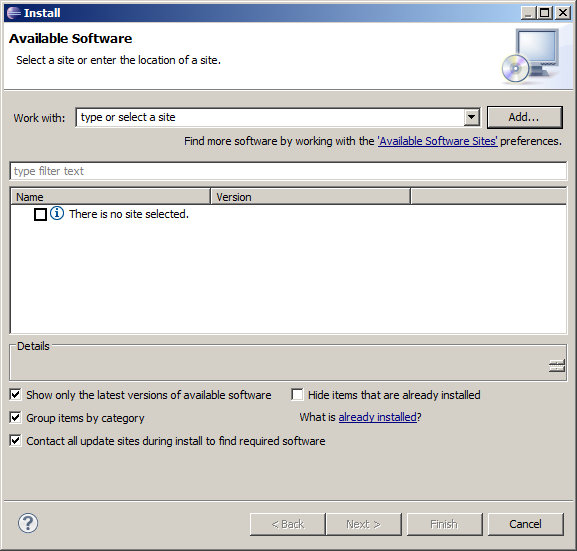 Install
Available Software
Select a site or enter the location of a site.
Work with: type or select a site Add...
Find more software by working with the 'Available Software Sites' preferences.
type filter text
Name Version
There is no site selected.
Details
Show only the latest versions of available software Hide items that are already installed
Group items by category What is already installed?
Contact all update sites during install to find required software
? < Back Next > Finish Cancel